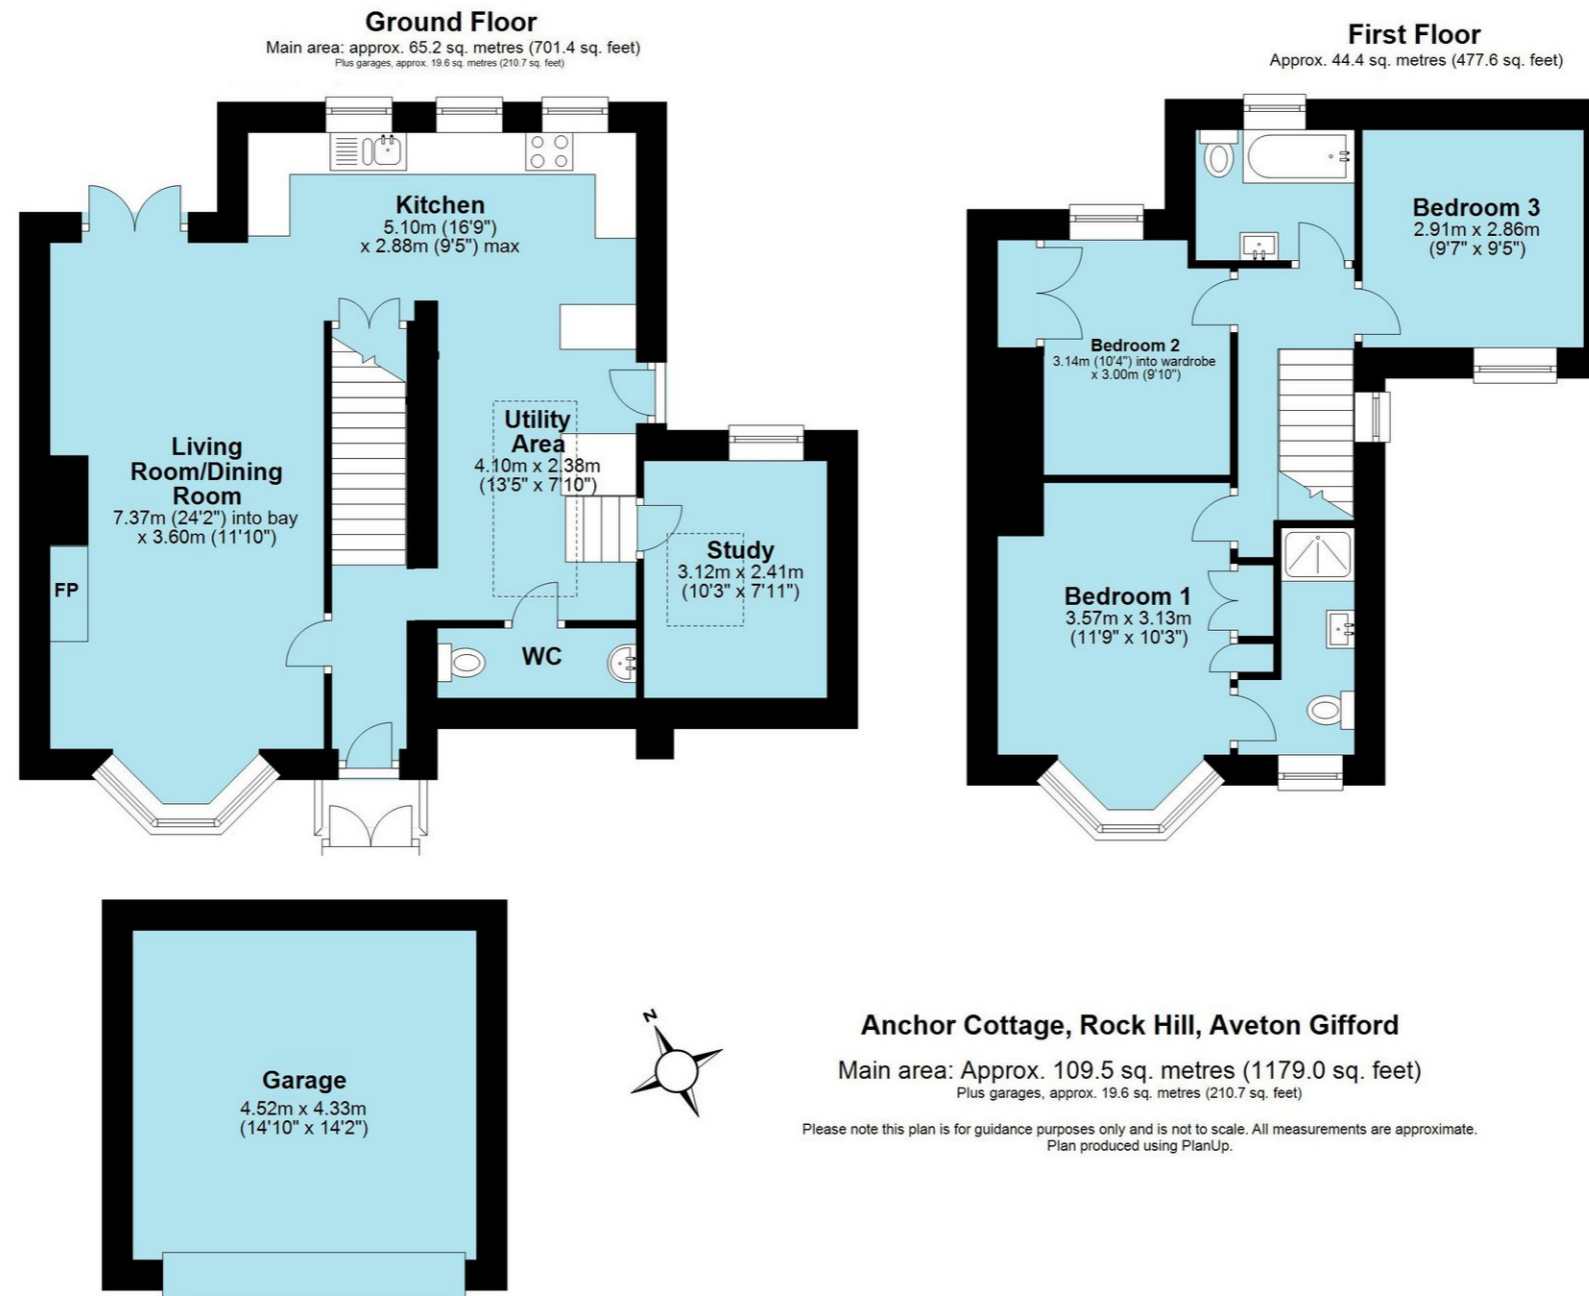 Ground Floor
Main area: approx. 65.2 sq. metres (701.4 sq. feet)
Plus garages, approx. 19.6 sq. metres (210.7 sq. feet)
First Floor
Approx. 44.4 sq. metres (477.6 sq. feet)
Kitchen
5.10m (16'9")
x 2.88m (9'5") max
Utility
Area
4.10m x 2.38m
(13'5" x 7'10")
Living
Room/Dining
Room
7.37m (24'2") into bay
x 3.60m (11'10")
FP
Study
3.12m x 2.41m
(10'3" x 7'11")
WC
Bedroom 3
2.91m x 2.86m
(9'7" x 9'5")
Bedroom 2
3.14m (10'4") into wardrobe
x 3.00m (9'10")
Bedroom 1
3.57m x 3.13m
(11'9" x 10'3")
Garage
4.52m x 4.33m
(14'10" x 14'2")
N
Anchor Cottage, Rock Hill, Aveton Gifford
Main area: Approx. 109.5 sq. metres (1179.0 sq. feet)
Plus garages, approx. 19.6 sq. metres (210.7 sq. feet)
Please note this plan is for guidance purposes only and is not to scale. All measurements are approximate.
Plan produced using PlanUp.